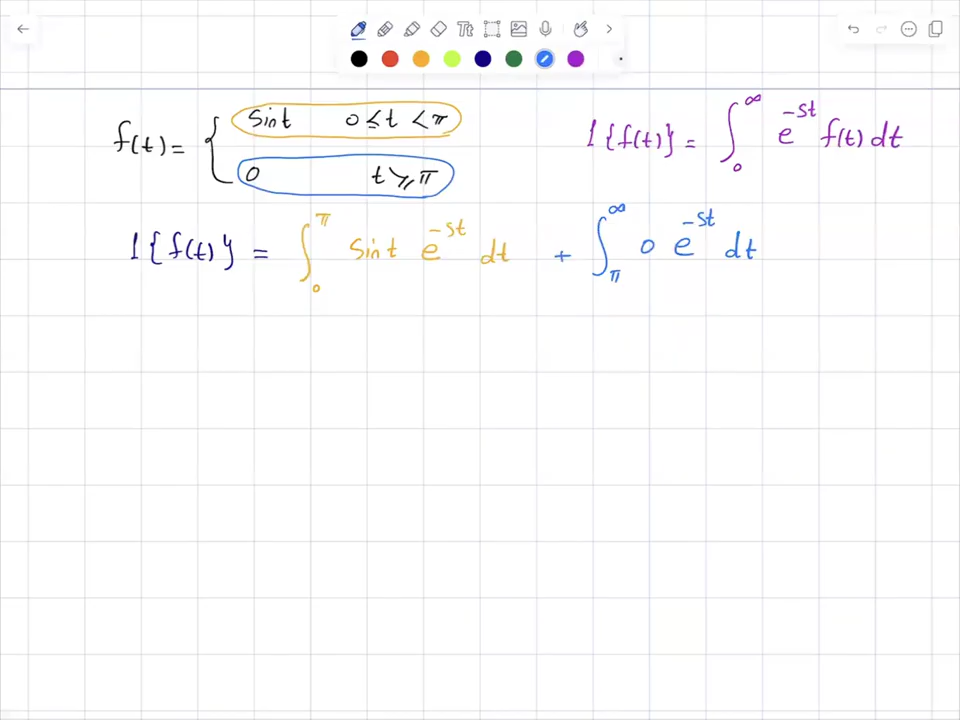 f(t) = { sin t 0 ≤ t < π
0 t ⩾ π
L{f(t)} = ∫₀^∞ e^{-st} f(t) dt
L{f(t)} = ∫₀^π sin t e^{-st} dt + ∫_π^∞ 0 e^{-st} dt